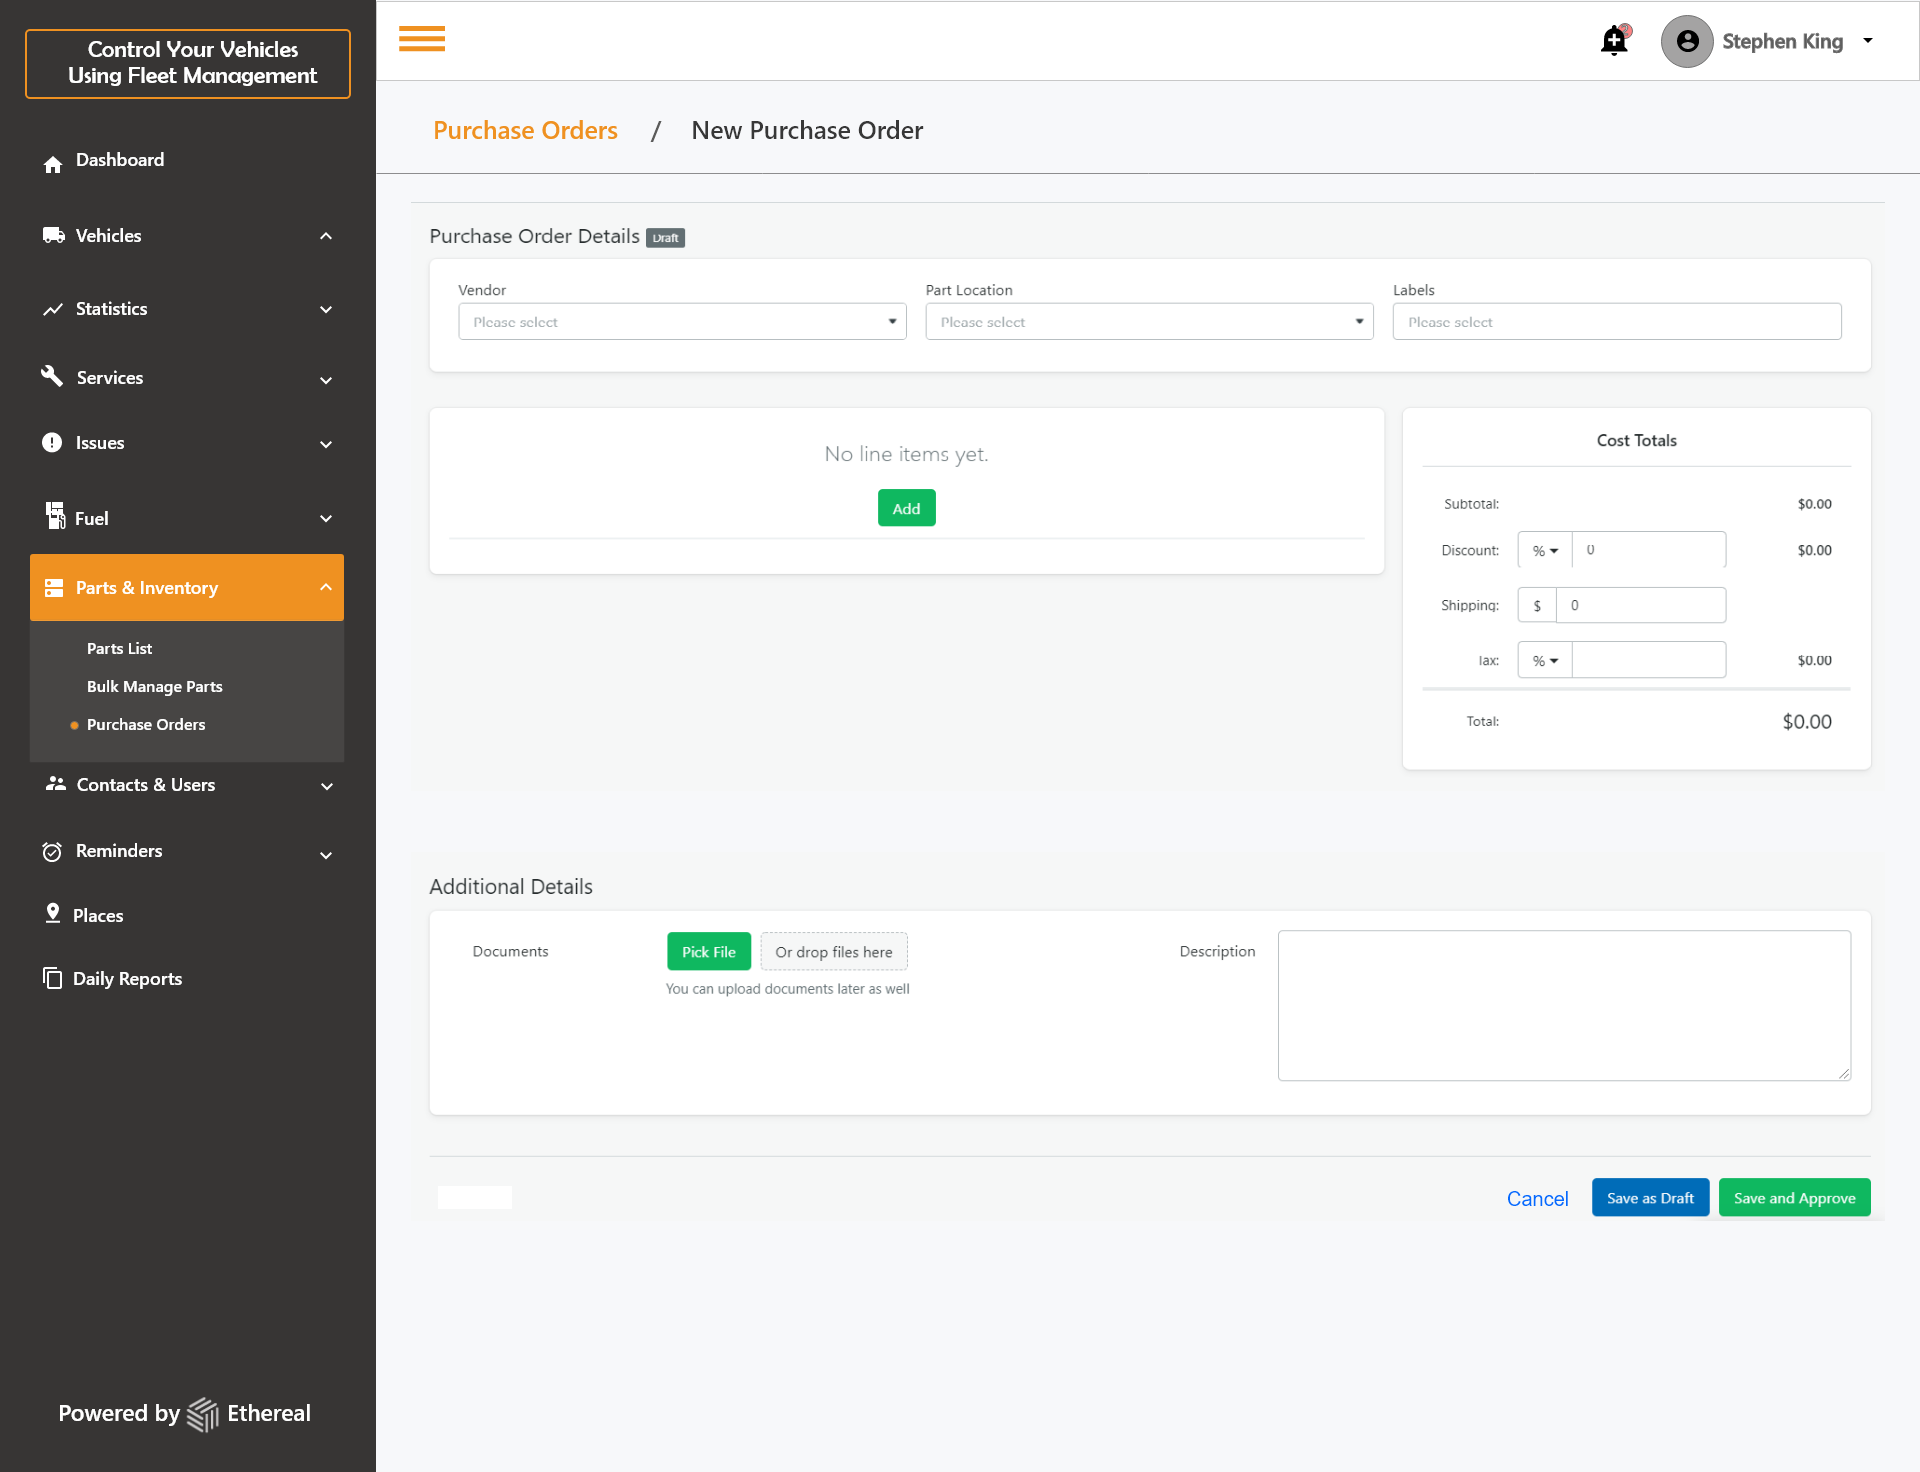 Control Your Vehicles
Using Fleet Management
Stephen King
Purchase Orders / New Purchase Order
Dashboard
Vehicles
Statistics
Services
Issues
Fuel
Parts & Inventory
Parts List
Bulk Manage Parts
Purchase Orders
Contacts & Users
Reminders
Places
Daily Reports
Powered by Ethereal
Purchase Order Details Draft
Vendor Part Location Labels
Please select Please select Please select
No line items yet.
Add
Cost Totals
Subtotal: $0.00
Discount: % 0 $0.00
Shipping: $ 0
Tax: % $0.00
Total: $0.00
Additional Details
Documents Pick File Or drop files here Description
You can upload documents later as well
Cancel Save as Draft Save and Approve